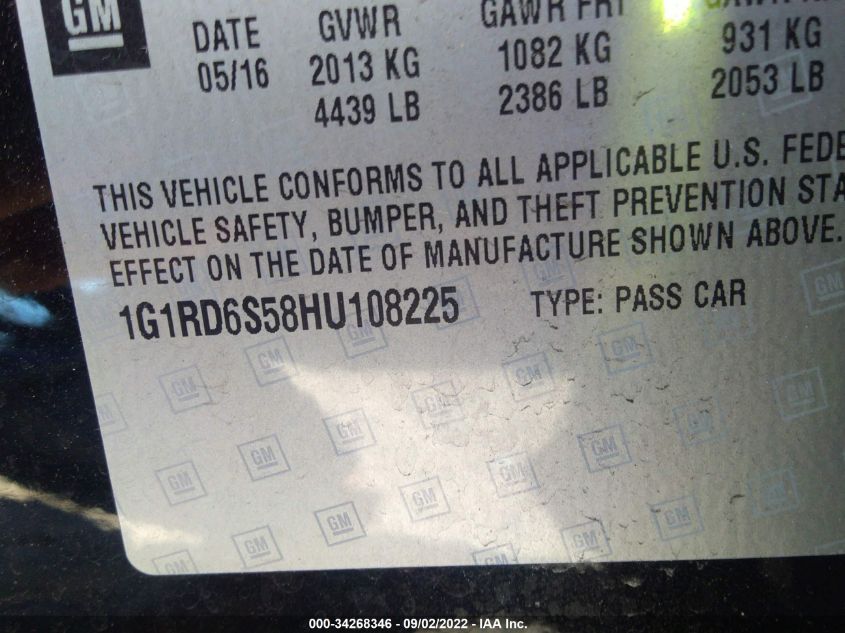 GM
DATE GVWR GAWR FRT
05/16 2013 KG 1082 KG 931 KG
4439 LB 2386 LB 2053 LB
THIS VEHICLE CONFORMS TO ALL APPLICABLE U.S. FEDE
VEHICLE SAFETY, BUMPER, AND THEFT PREVENTION STA
EFFECT ON THE DATE OF MANUFACTURE SHOWN ABOVE.
1G1RD6S58HU108225 TYPE: PASS CAR
000-34268346 - 09/02/2022 - IAA Inc.